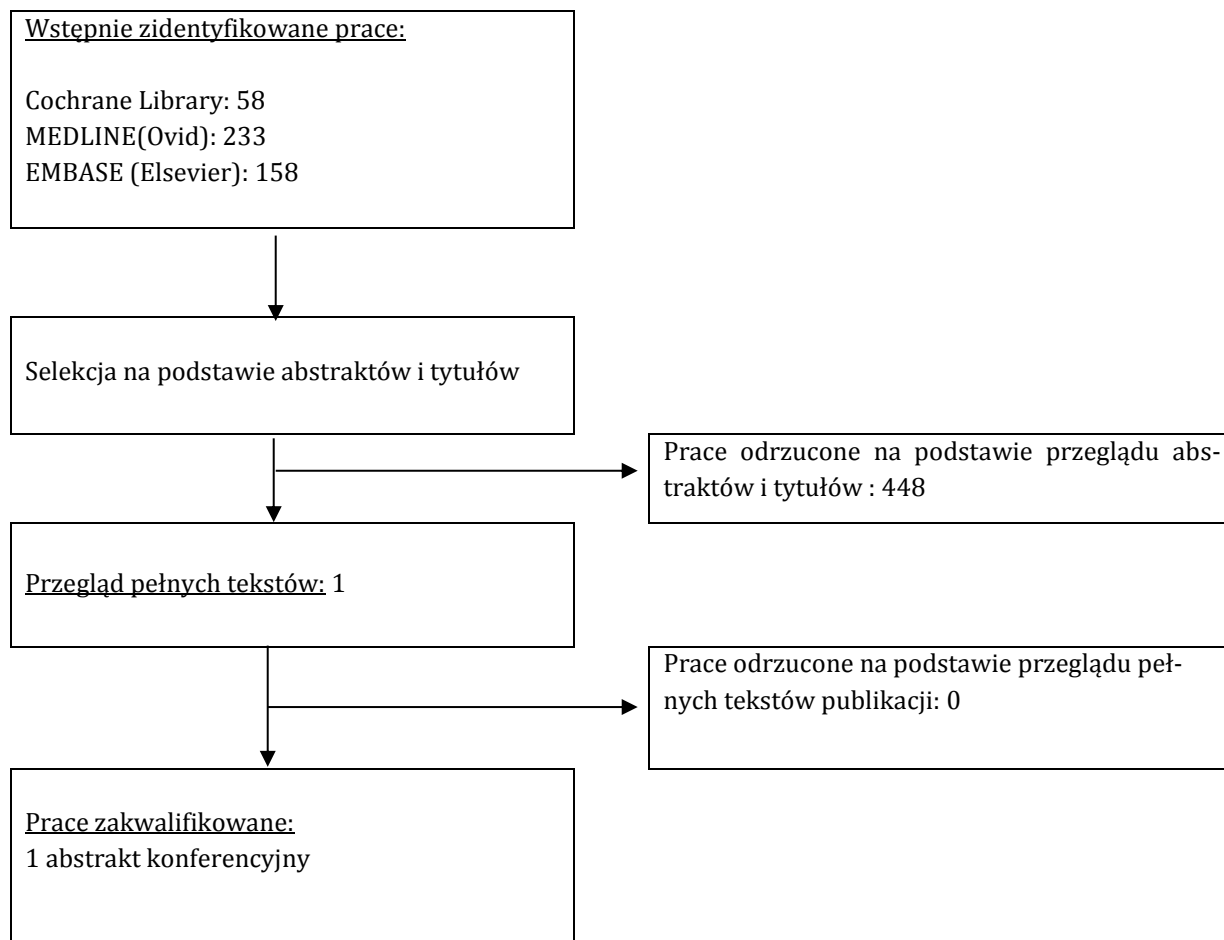 Wstępnie zidentyfikowane prace:
Cochrane Library: 58
MEDLINE(Ovid): 233
EMBASE (Elsevier): 158
Selekcja na podstawie abstraktów i tytułów
Prace odrzucone na podstawie przeglądu abs-
traktów i tytułów : 448
Przegląd pełnych tekstów: 1
Prace odrzucone na podstawie przeglądu peł-
nych tekstów publikacji: 0
Prace zakwalifikowane:
1 abstrakt konferencyjny